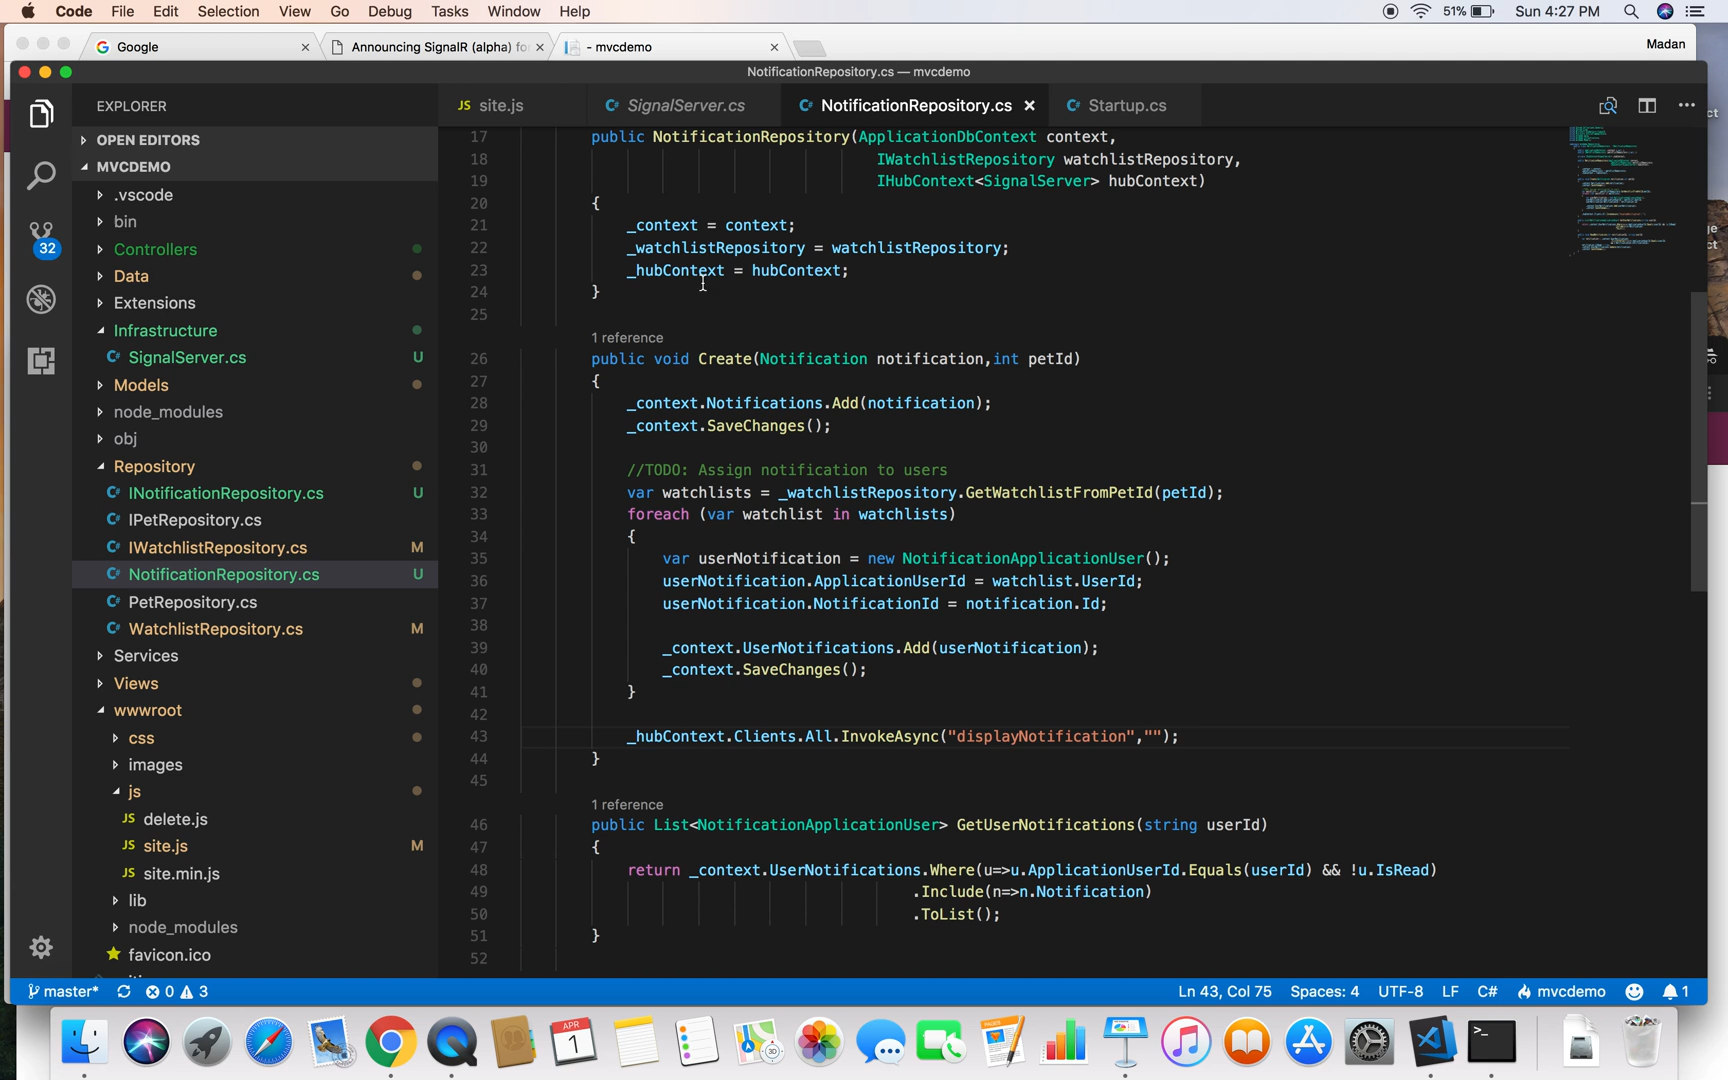 Code File Edit Selection View Go Debug Tasks Window Help 51% Sun 4:27 PM
Google Announcing SignalR (alpha) fo - mvcdemo Madan
NotificationRepository.cs — mvcdemo
EXPLORER
JS site.js C# SignalServer.cs C# NotificationRepository.cs C# Startup.cs
OPEN EDITORS
MVCDEMO
.vscode
bin
Controllers
Data
Extensions
Infrastructure
C# SignalServer.cs U
Models
node_modules
obj
Repository
C# INotificationRepository.cs U
C# IPetRepository.cs
C# IWatchlistRepository.cs M
C# NotificationRepository.cs U
C# PetRepository.cs
C# WatchlistRepository.cs M
Services
Views
wwwroot
css
images
js
JS delete.js
JS site.js M
JS site.min.js
lib
node_modules
favicon.ico
32
17 public NotificationRepository(ApplicationDbContext context,
18 IWatchlistRepository watchlistRepository,
19 IHubContext<SignalServer> hubContext)
20 {
21 _context = context;
22 _watchlistRepository = watchlistRepository;
23 _hubContext = hubContext;
24 }
25
1 reference
26 public void Create(Notification notification,int petId)
27 {
28 _context.Notifications.Add(notification);
29 _context.SaveChanges();
30
31 //TODO: Assign notification to users
32 var watchlists = _watchlistRepository.GetWatchlistFromPetId(petId);
33 foreach (var watchlist in watchlists)
34 {
35 var userNotification = new NotificationApplicationUser();
36 userNotification.ApplicationUserId = watchlist.UserId;
37 userNotification.NotificationId = notification.Id;
38
39 _context.UserNotifications.Add(userNotification);
40 _context.SaveChanges();
41 }
42
43 _hubContext.Clients.All.InvokeAsync("displayNotification","");
44 }
45
1 reference
46 public List<NotificationApplicationUser> GetUserNotifications(string userId)
47 {
48 return _context.UserNotifications.Where(u=>u.ApplicationUserId.Equals(userId) && !u.IsRead)
49 .Include(n=>n.Notification)
50 .ToList();
51 }
52
master* 0 3 Ln 43, Col 75 Spaces: 4 UTF-8 LF C# mvcdemo 1
APR
1
PAGES
3D
>_